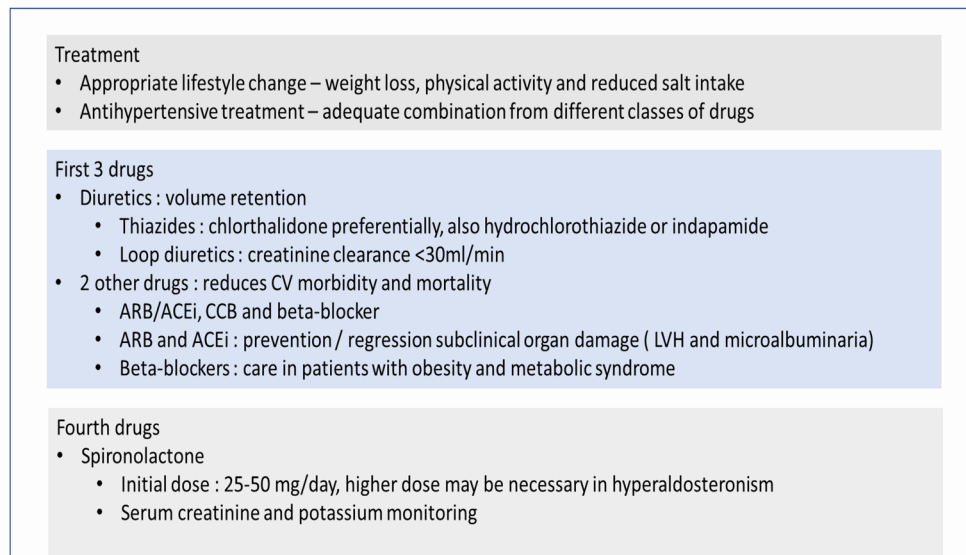 Treatment
• Appropriate lifestyle change – weight loss, physical activity and reduced salt intake
• Antihypertensive treatment – adequate combination from different classes of drugs
First 3 drugs
• Diuretics : volume retention
• Thiazides : chlorthalidone preferentially, also hydrochlorothiazide or indapamide
• Loop diuretics : creatinine clearance <30ml/min
• 2 other drugs : reduces CV morbidity and mortality
• ARB/ACEi, CCB and beta-blocker
• ARB and ACEi : prevention / regression subclinical organ damage ( LVH and microalbuminaria)
• Beta-blockers : care in patients with obesity and metabolic syndrome
Fourth drugs
• Spironolactone
• Initial dose : 25-50 mg/day, higher dose may be necessary in hyperaldosteronism
• Serum creatinine and potassium monitoring